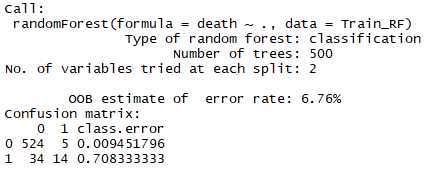 Call:
randomForest(formula = death ~ ., data = Train_RF)
Type of random forest: classification
Number of trees: 500
No. of variables tried at each split: 2
OOB estimate of error rate: 6.76%
Confusion matrix:
0 1 class.error
0 524 5 0.009451796
1 34 14 0.708333333